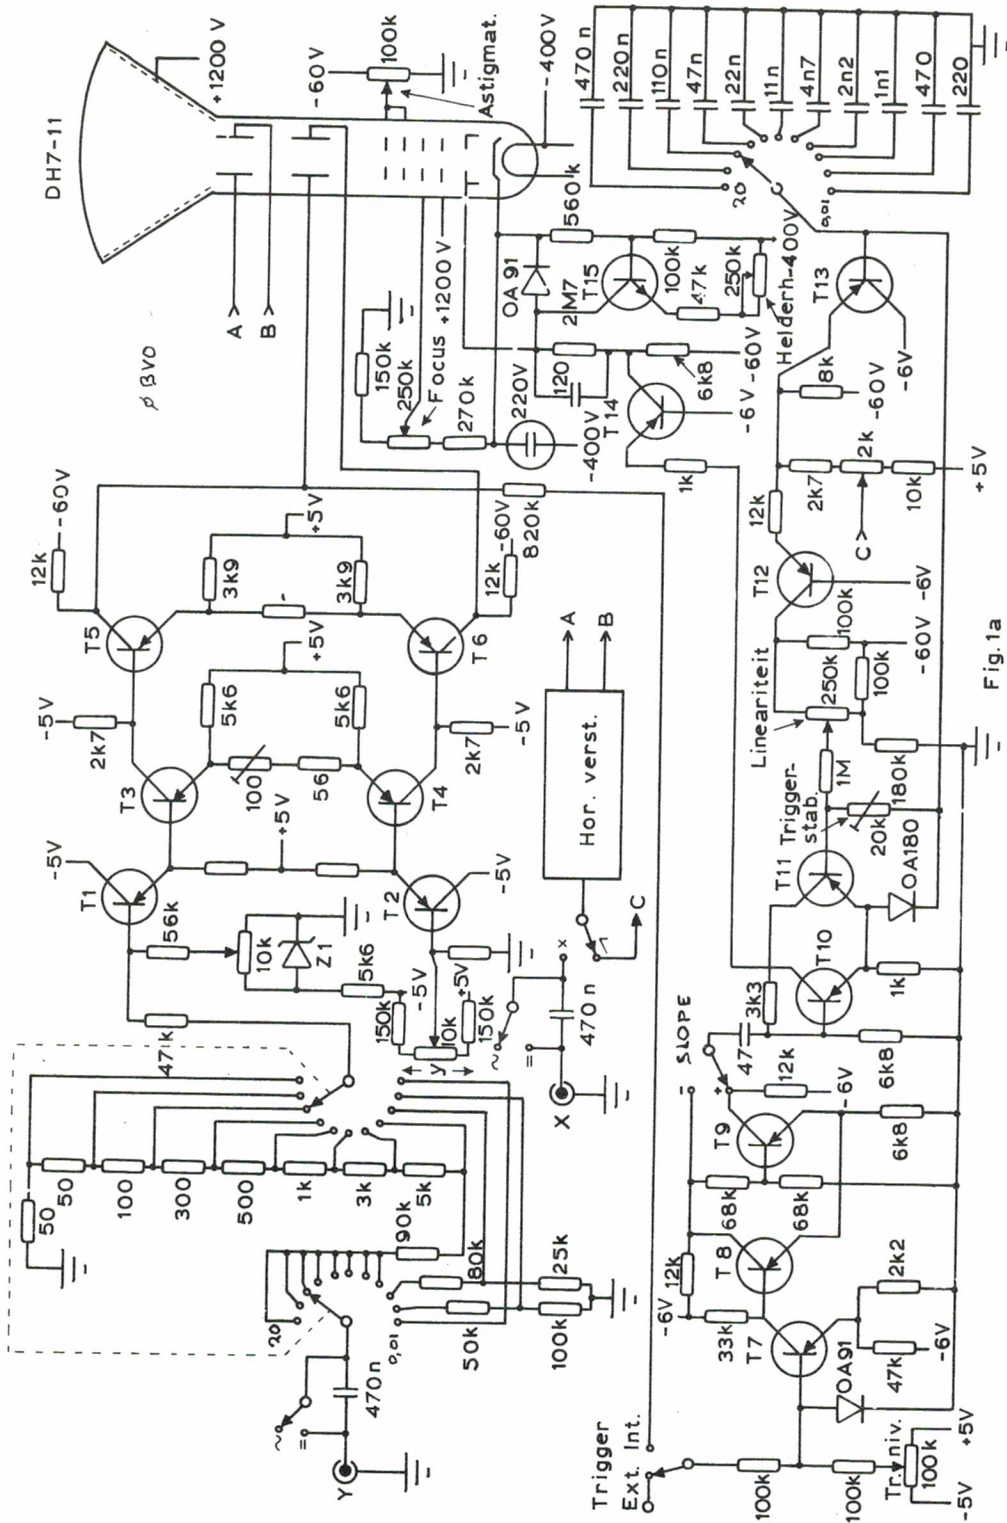 DH7-11
ø BVO
+1200V
-60V
100k
Astigmat.
-400V
A
B
150k
250k
Focus
+1200V
270k
220V
-400V
OA91
560k
2M7
T15
100k
47k
250k
Helderh.
-400V
120
6k8
-60V
T14
-6V
1k
470n
220n
110n
47n
22n
11n
4n7
2n2
1n1
470
220
20
0,01
T13
-6V
8k
-60V
2k7
2k
10k
C
+5V
12k
T12
-6V
100k
-60V
100k
250k
Lineariteit
180k
1M
Trigger-
stab.
20k
T11
OA180
T10
1k
3k3
47
6k8
12k
-6V
SLOPE
-
+
T9
6k8
68k
68k
T8
12k
-6V
33k
T7
2k2
47k
-6V
OA91
Trigger
Ext.
Int.
100k
100k
Tr. niv.
100k
-5V
+5V
Y
~
=
470n
20
0,01
90k
80k
50k
25k
100k
50
50
100
300
500
1k
3k
5k
47k
56k
10k
Z1
5k6
-5V
150k
10k
150k
+5V
Y
T1
-5V
T2
-5V
+5V
T3
T4
2k7
-5V
2k7
-5V
100
56
5k6
5k6
+5V
T5
T6
12k
-60V
3k9
3k9
+5V
12k
-60V
820k
X
~
=
470n
x
C
Hor. verst.
A
B
Fig. 1a